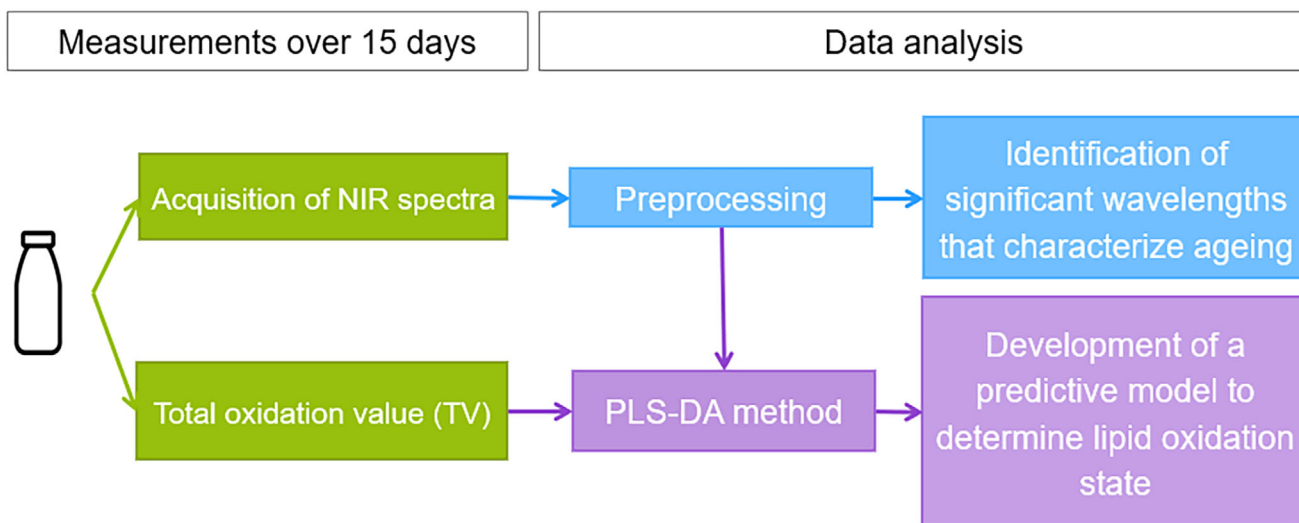 Measurements over 15 days
Data analysis
Acquisition of NIR spectra
Preprocessing
Identification of
significant wavelengths
that characterize ageing
Total oxidation value (TV)
PLS-DA method
Development of a
predictive model to
determine lipid oxidation
state